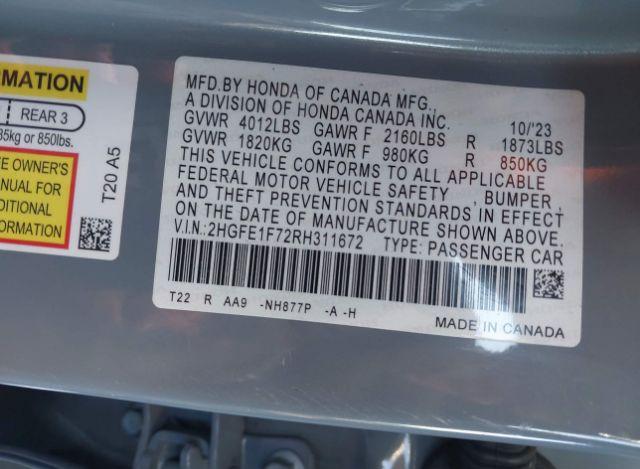 RMATION
REAR 3
85kg or 850lbs.
E OWNER'S
NUAL FOR
DITIONAL
ORMATION
T20 A5
MFD.BY HONDA OF CANADA MFG.,
A DIVISION OF HONDA CANADA INC. 10/'23
GVWR 4012LBS GAWR F 2160LBS R 1873LBS
GVWR 1820KG GAWR F 980KG R 850KG
THIS VEHICLE CONFORMS TO ALL APPLICABLE
FEDERAL MOTOR VEHICLE SAFETY , BUMPER ,
AND THEFT PREVENTION STANDARDS IN EFFECT
ON THE DATE OF MANUFACTURE SHOWN ABOVE.
V.I.N.:2HGFE1F72RH311672 TYPE: PASSENGER CAR
T22 R AA9 -NH877P -A -H
MADE IN CANADA